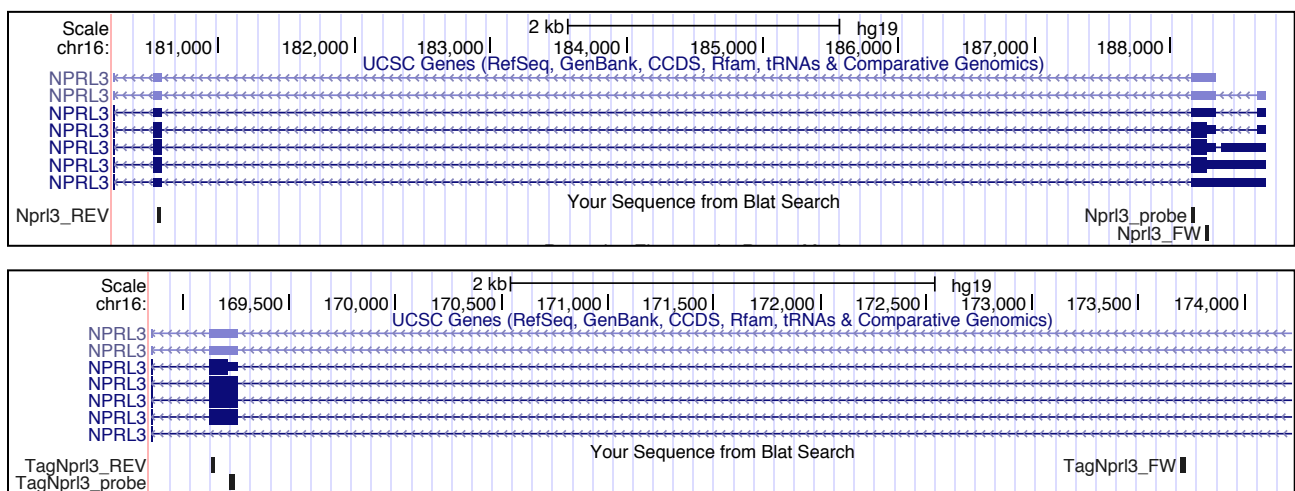 Scale 2 kb hg19
chr16: 181,000 182,000 183,000 184,000 185,000 186,000 187,000 188,000
UCSC Genes (RefSeq, GenBank, CCDS, Rfam, tRNAs & Comparative Genomics)
NPRL3
NPRL3
NPRL3
NPRL3
NPRL3
NPRL3
NPRL3
Your Sequence from Blat Search
Nprl3_REV Nprl3_probe
Nprl3_FW
Scale 2 kb hg19
chr16: 169,500 170,000 170,500 171,000 171,500 172,000 172,500 173,000 173,500 174,000
UCSC Genes (RefSeq, GenBank, CCDS, Rfam, tRNAs & Comparative Genomics)
NPRL3
NPRL3
NPRL3
NPRL3
NPRL3
NPRL3
NPRL3
Your Sequence from Blat Search
TagNprl3_REV TagNprl3_FW
TagNprl3_probe